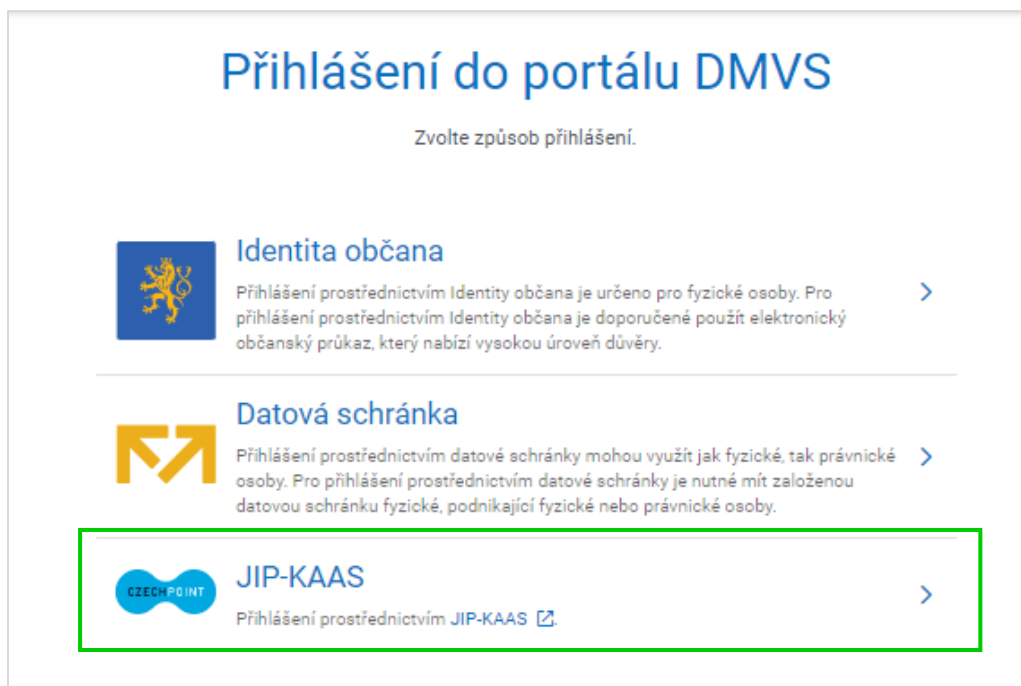 Přihlášení do portálu DMVS
Zvolte způsob přihlášení.
Identita občana
Přihlášení prostřednictvím Identity občana je určeno pro fyzické osoby. Pro
přihlášení prostřednictvím Identity občana je doporučené použít elektronický
občanský průkaz, který nabízí vysokou úroveň důvěry.
Datová schránka
Přihlášení prostřednictvím datové schránky mohou využít jak fyzické, tak právnické
osoby. Pro přihlášení prostřednictvím datové schránky je nutné mít založenou
datovou schránku fyzické, podnikající fyzické nebo právnické osoby.
CZECHPOINT
JIP-KAAS
Přihlášení prostřednictvím JIP-KAAS.